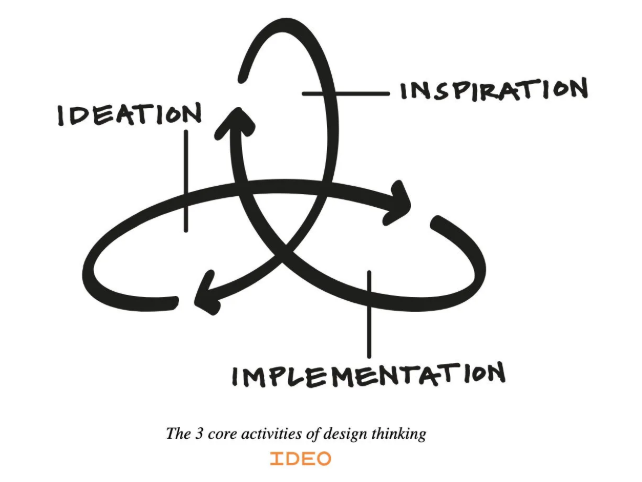 INSPIRATION
IDEATION
IMPLEMENTATION
The 3 core activities of design thinking
IDEO